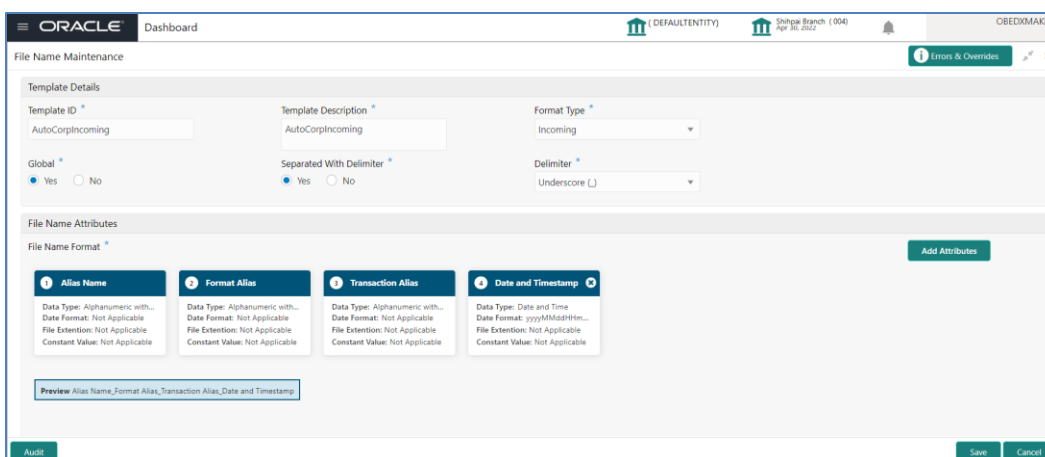 ORACLE Dashboard ( DEFAULTENTITY) Shihpai Branch ( 004) OBEDXMAK
Apr 30, 2022
File Name Maintenance Errors & Overrides
Template Details
Template ID * Template Description * Format Type *
AutoCorpIncoming AutoCorpIncoming Incoming
Global * Separated With Delimiter * Delimiter *
Yes No Yes No Underscore (_)
File Name Attributes
File Name Format * Add Attributes
1 Alias Name 2 Format Alias 3 Transaction Alias 4 Date and Timestamp
Data Type: Alphanumeric with... Data Type: Alphanumeric with... Data Type: Alphanumeric with... Data Type: Date and Time
Date Format: Not Applicable Date Format: Not Applicable Date Format: Not Applicable Date Format: yyyyMMddHHm...
File Extention: Not Applicable File Extention: Not Applicable File Extention: Not Applicable File Extention: Not Applicable
Constant Value: Not Applicable Constant Value: Not Applicable Constant Value: Not Applicable Constant Value: Not Applicable
Preview Alias Name_Format Alias_Transaction Alias_Date and Timestamp
Audit Save Cancel